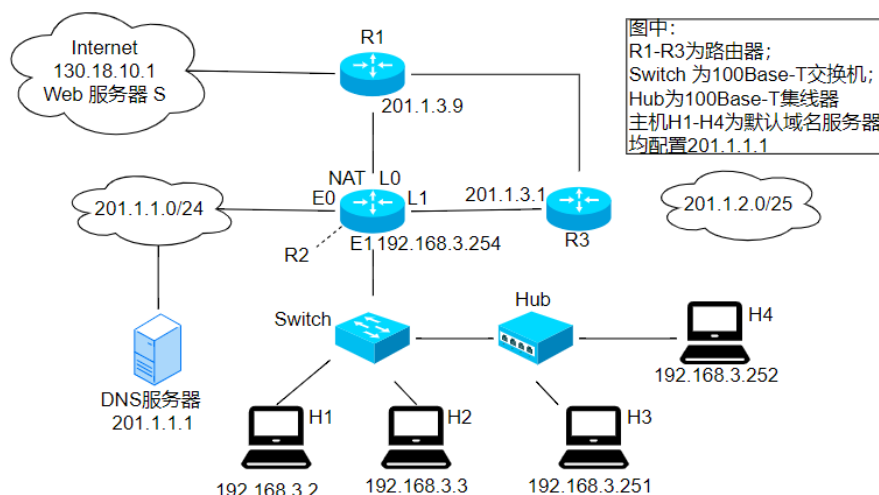 Internet
130.18.10.1
Web 服务器 S
R1
201.1.3.9
图中:
R1-R3为路由器;
Switch 为100Base-T交换机;
Hub为100Base-T集线器
主机H1-H4为默认域名服务器
均配置201.1.1.1
NAT L0
E0
L1
201.1.3.1
201.1.1.0/24
201.1.2.0/25
R2
E1
192.168.3.254
R3
Switch
Hub
H4
192.168.3.252
DNS服务器
201.1.1.1
H1
H2
H3
192.168.3.2
192.168.3.3
192.168.3.251